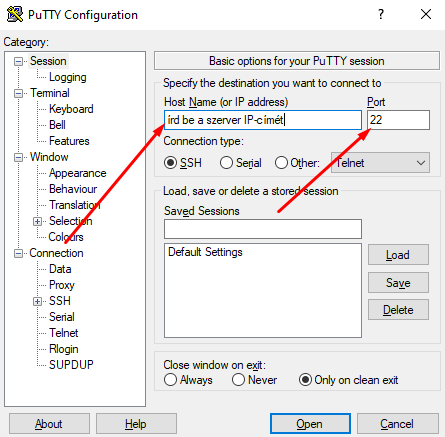 PuTTY Configuration
Category:
Session
Logging
Terminal
Keyboard
Bell
Features
Window
Appearance
Behaviour
Translation
Selection
Colours
Connection
Data
Proxy
SSH
Serial
Telnet
Rlogin
SUPDUP
Basic options for your PuTTY session
Specify the destination you want to connect to
Host Name (or IP address) Port
írd be a szerver IP-címét 22
Connection type:
SSH Serial Other: Telnet
Load, save or delete a stored session
Saved Sessions
Default Settings
Load
Save
Delete
Close window on exit:
Always Never Only on clean exit
About Help Open Cancel